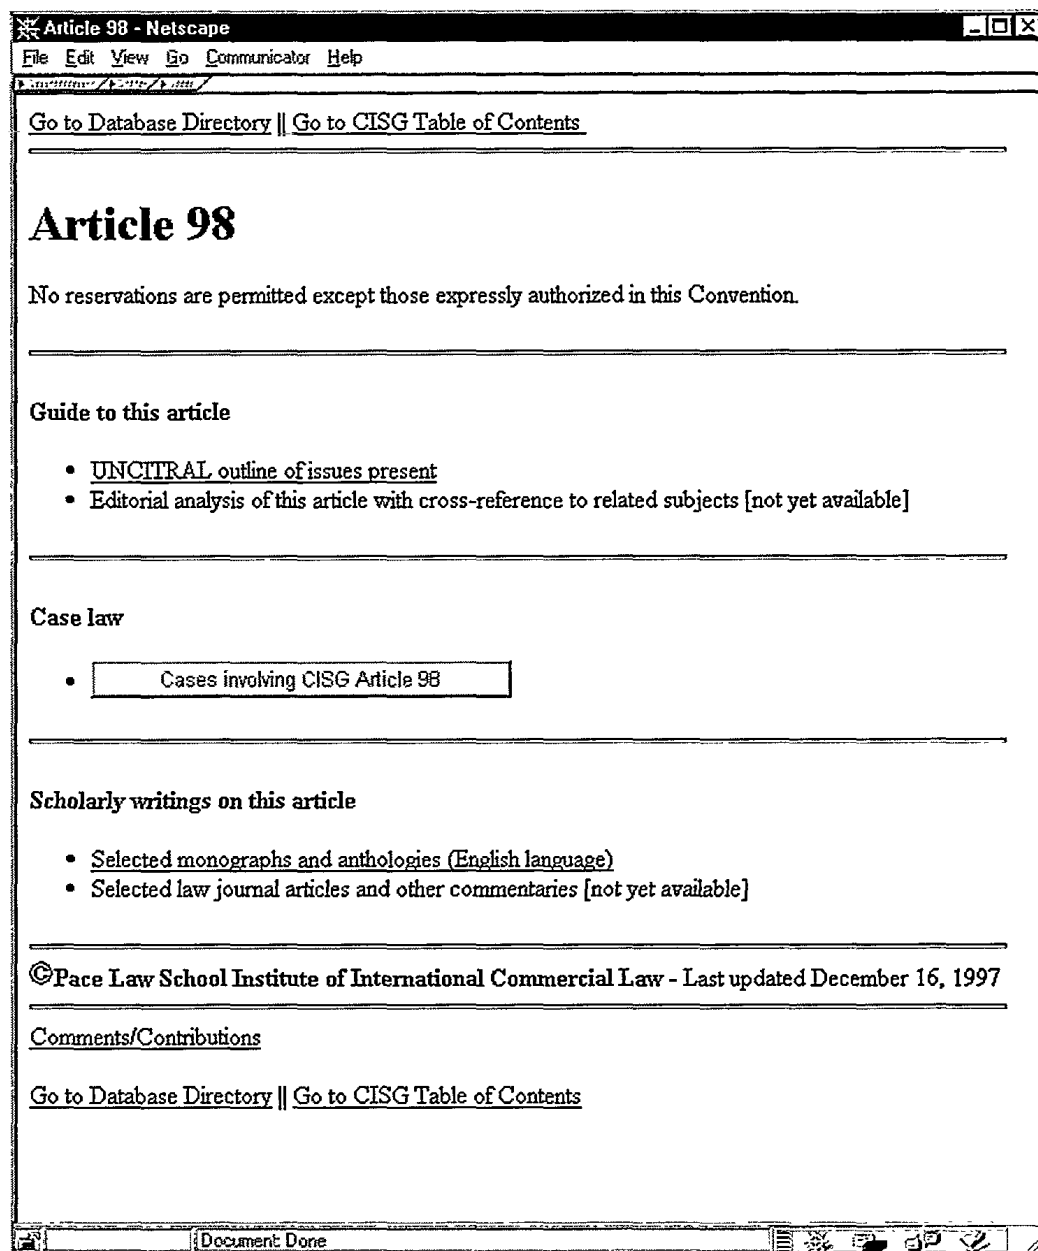 Article 98 - Netscape
File Edit View Go Communicator Help
Go to Database Directory || Go to CISG Table of Contents
Article 98
No reservations are permitted except those expressly authorized in this Convention.
Guide to this article
• UNCITRAL outline of issues present
• Editorial analysis of this article with cross-reference to related subjects [not yet available]
Case law
• Cases involving CISG Article 98
Scholarly writings on this article
• Selected monographs and anthologies (English language)
• Selected law journal articles and other commentaries [not yet available]
©Pace Law School Institute of International Commercial Law - Last updated December 16, 1997
Comments/Contributions
Go to Database Directory || Go to CISG Table of Contents
Document: Done